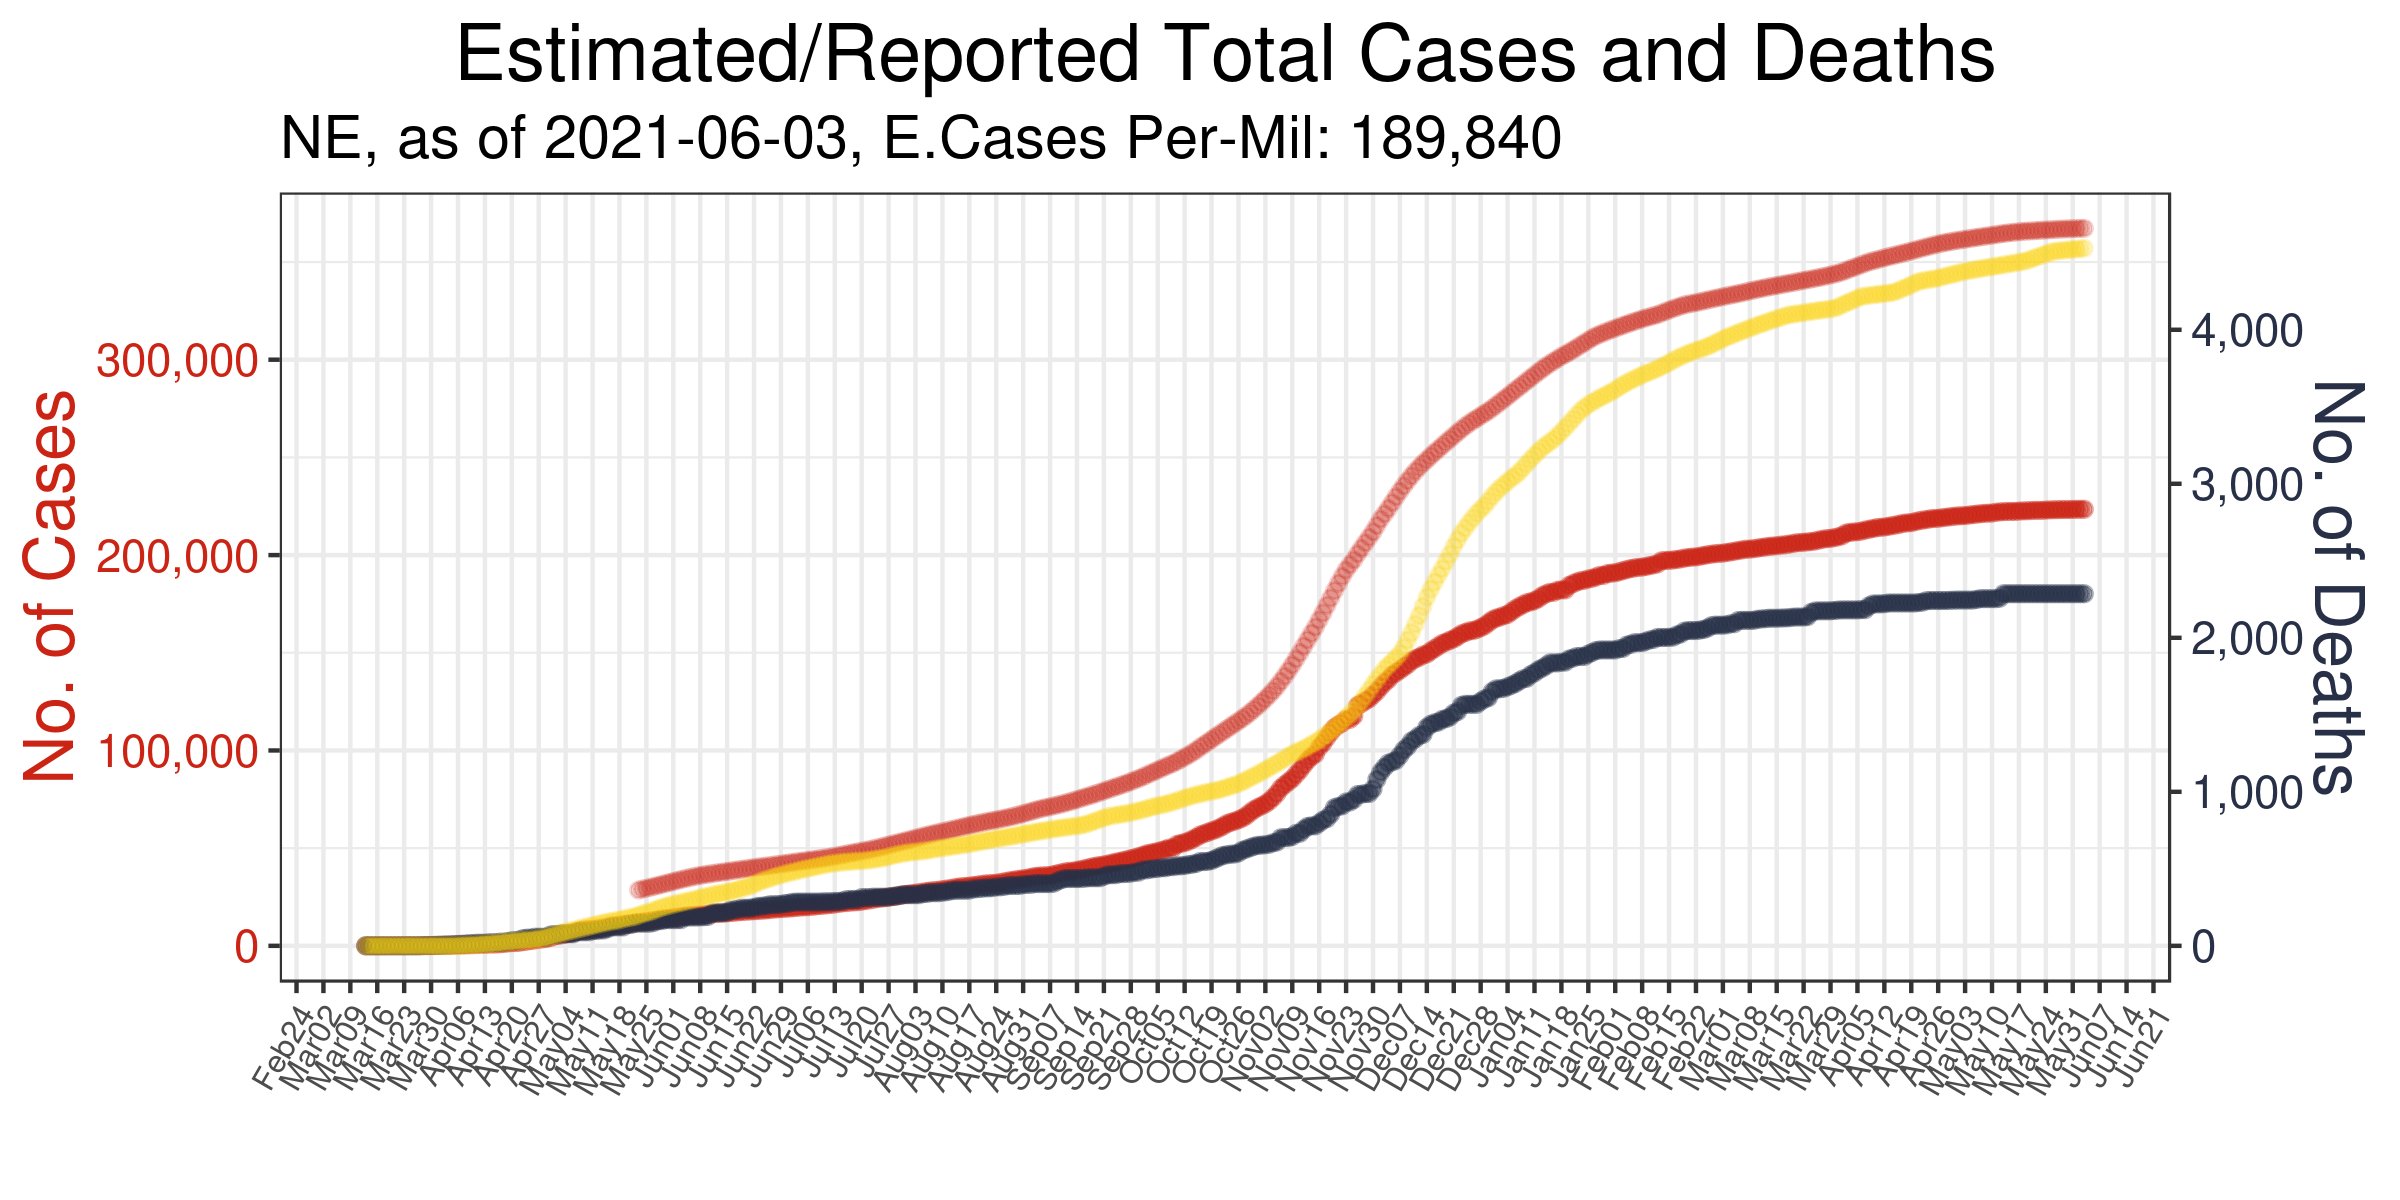 Estimated/Reported Total Cases and Deaths
NE, as of 2021-06-03, E.Cases Per-Mil: 189,840
No. of Cases
300,000
200,000
100,000
0
4,000
3,000
2,000
1,000
0
No. of Deaths
Feb24
Mar02
Mar09
Mar16
Mar23
Mar30
Apr06
Apr13
Apr20
Apr27
May04
May11
May18
May25
Jun01
Jun08
Jun15
Jun22
Jun29
Jul06
Jul13
Jul20
Jul27
Aug03
Aug10
Aug17
Aug24
Aug31
Sep07
Sep14
Sep21
Sep28
Oct05
Oct12
Oct19
Oct26
Nov02
Nov09
Nov16
Nov23
Nov30
Dec07
Dec14
Dec21
Dec28
Jan04
Jan11
Jan18
Jan25
Feb01
Feb08
Feb15
Feb22
Mar01
Mar08
Mar15
Mar22
Mar29
Apr05
Apr12
Apr19
Apr26
May03
May10
May17
May24
May31
Jun07
Jun14
Jun21